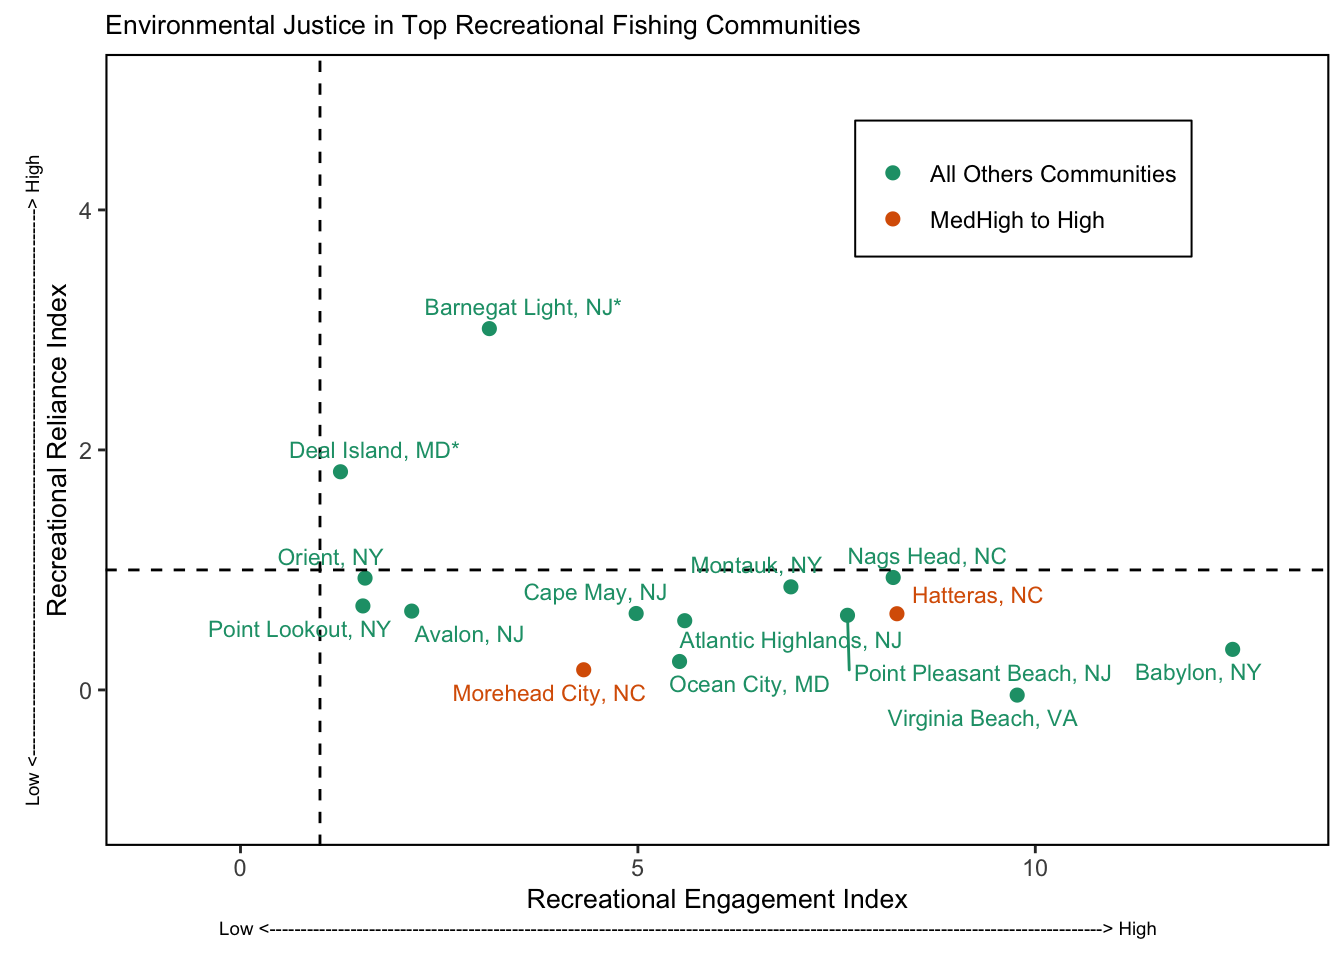 Environmental Justice in Top Recreational Fishing Communities
All Others Communities
MedHigh to High
Low <-----------------------------------------------------------------------------> High
Recreational Reliance Index
4
2
0
Barnegat Light, NJ*
Deal Island, MD*
Orient, NY
Montauk, NY
Nags Head, NC
Cape May, NJ
Hatteras, NC
Point Lookout, NY
Avalon, NJ
Atlantic Highlands, NJ
Point Pleasant Beach, NJ
Babylon, NY
Ocean City, MD
Morehead City, NC
Virginia Beach, VA
0
5
10
Recreational Engagement Index
Low <-----------------------------------------------------------------------------------------------------------------------> High